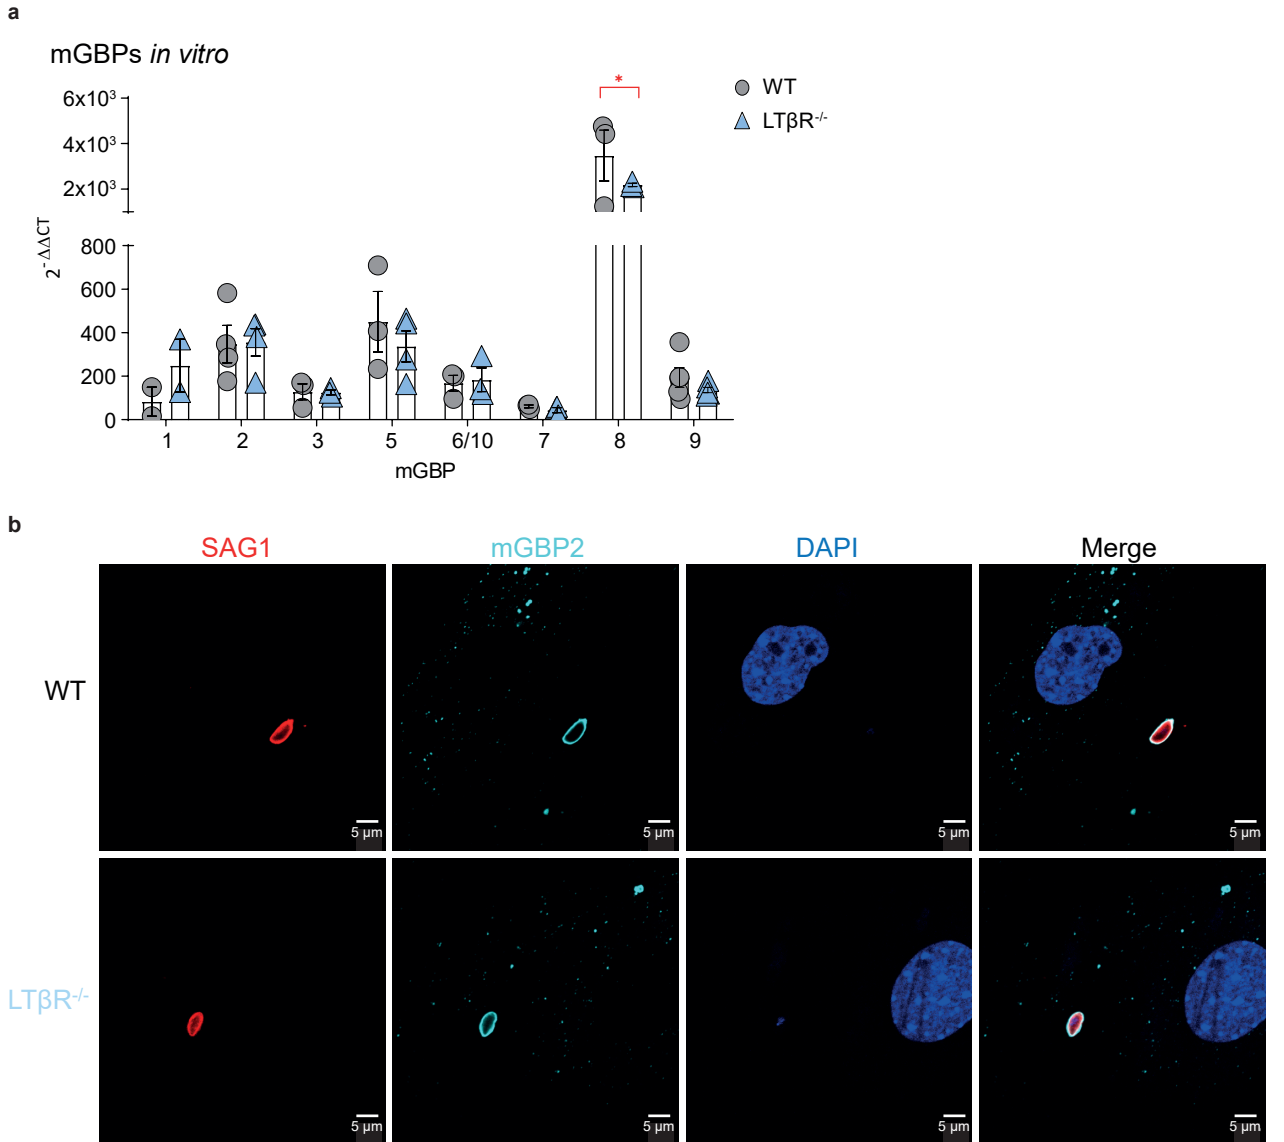 a
mGBPs in vitro
6x10³
4x10³
2x10³
800
600
400
200
0
2^-ΔΔCT
*
WT
LTβR-/-
1 2 3 5 6/10 7 8 9
mGBP
b
SAG1 mGBP2 DAPI Merge
WT
5 µm 5 µm 5 µm 5 µm
LTβR-/-
5 µm 5 µm 5 µm 5 µm